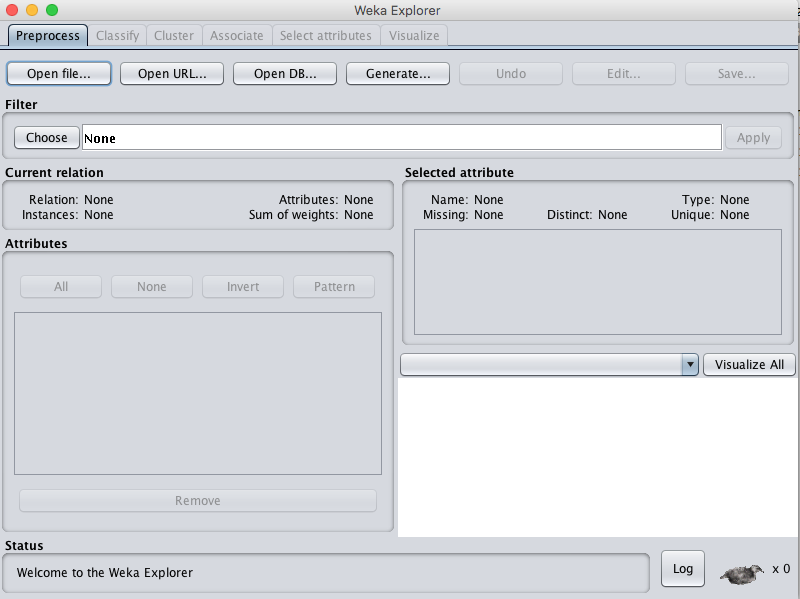 Weka Explorer
Preprocess Classify Cluster Associate Select attributes Visualize
Open file... Open URL... Open DB... Generate... Undo Edit... Save...
Filter
Choose None Apply
Current relation
Relation: None Attributes: None
Instances: None Sum of weights: None
Selected attribute
Name: None Type: None
Missing: None Distinct: None Unique: None
Attributes
All None Invert Pattern
Remove
Visualize All
Status
Welcome to the Weka Explorer
Log x 0